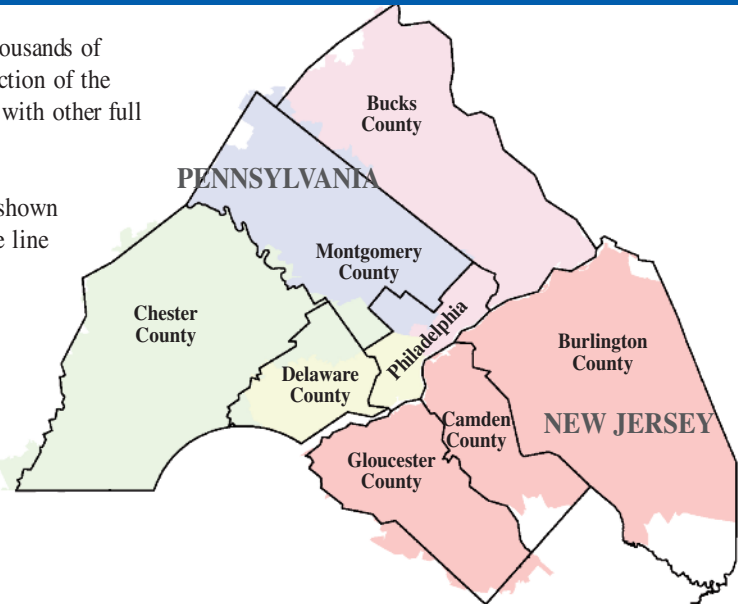 ousands of
ction of the
with other full
shown
e line
Bucks
County
PENNSYLVANIA
Montgomery
County
Chester
County
Philadelphia
Burlington
County
Delaware
County
Camden
County
NEW JERSEY
Gloucester
County